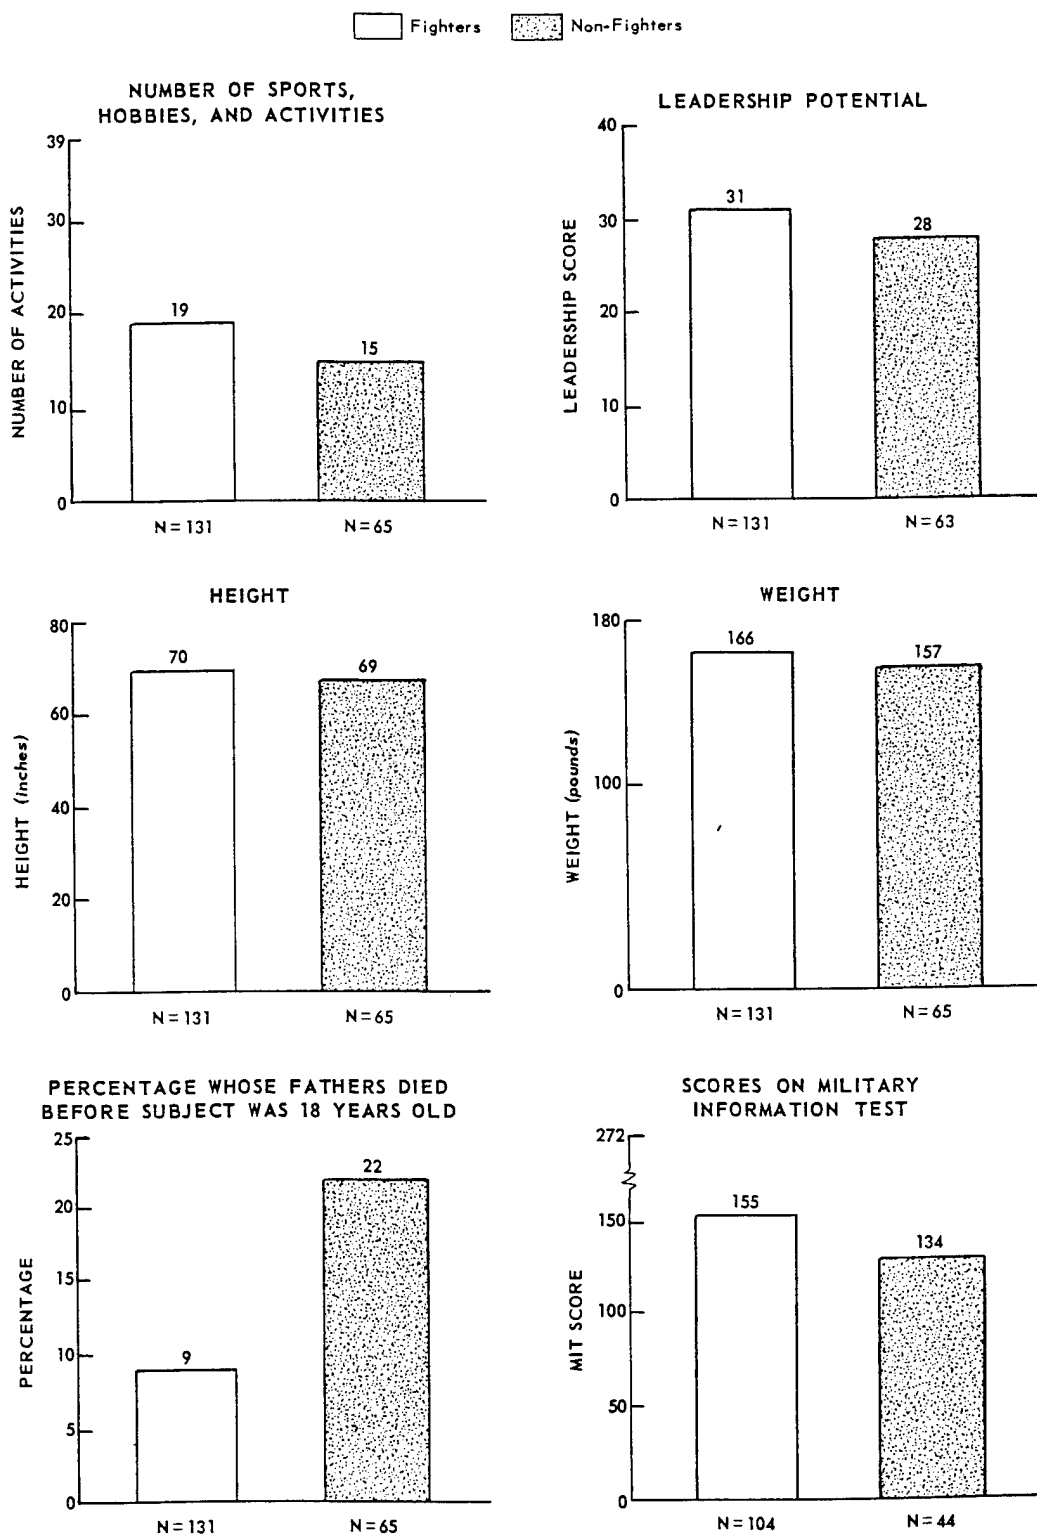 Fighters Non-Fighters
NUMBER OF SPORTS,
HOBBIES, AND ACTIVITIES
39
30
20
10
0
NUMBER OF ACTIVITIES
19
15
N=131 N=65
LEADERSHIP POTENTIAL
40
30
20
10
0
LEADERSHIP SCORE
31
28
N=131 N=63
HEIGHT
80
60
40
20
0
HEIGHT (inches)
70
69
N=131 N=65
WEIGHT
180
100
0
WEIGHT (pounds)
166
157
N=131 N=65
PERCENTAGE WHOSE FATHERS DIED
BEFORE SUBJECT WAS 18 YEARS OLD
25
20
15
10
5
0
PERCENTAGE
9
22
N=131 N=65
SCORES ON MILITARY
INFORMATION TEST
272
150
100
50
0
MIT SCORE
155
134
N=104 N=44